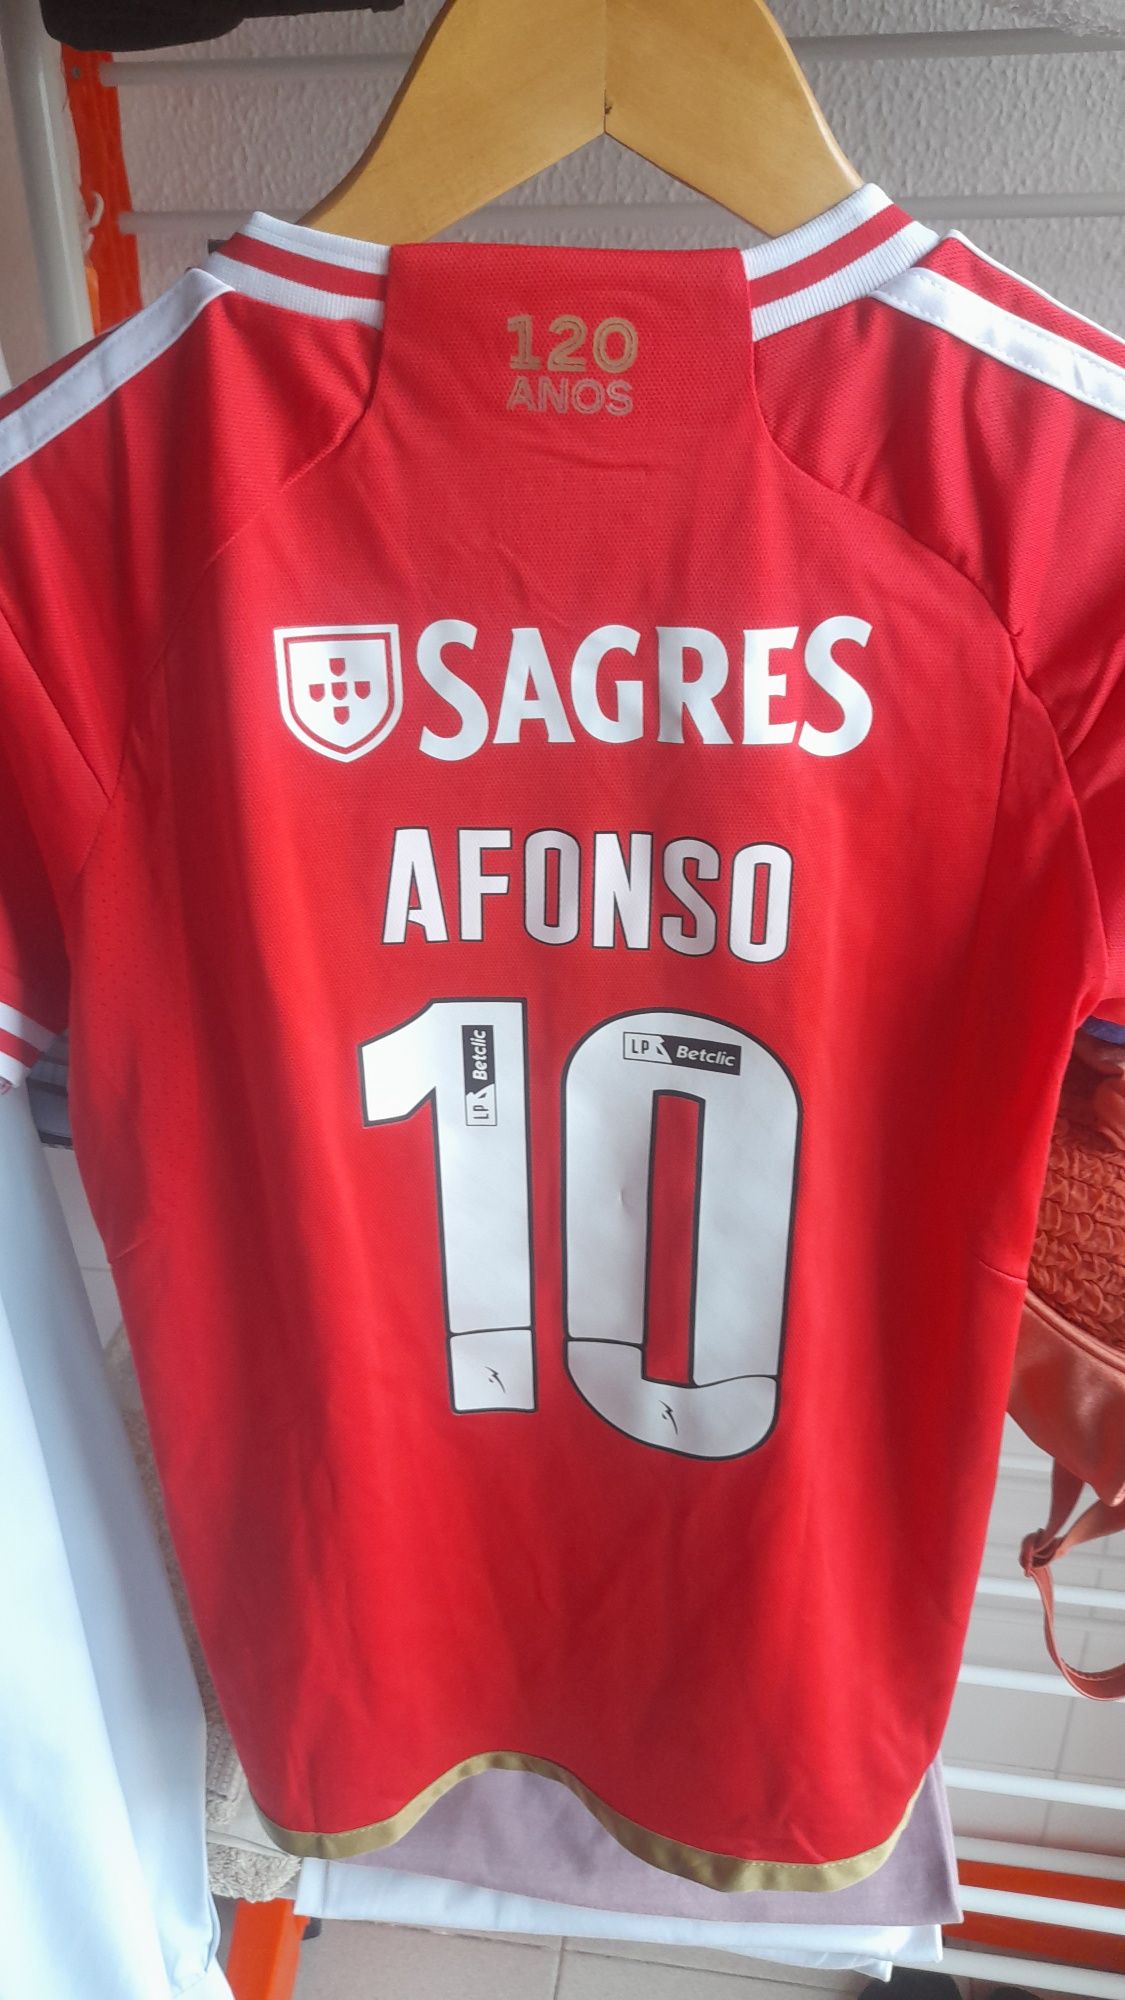 120
ANOS
SAGRES
AFONSO
10
LP Betclic
LP Betclic